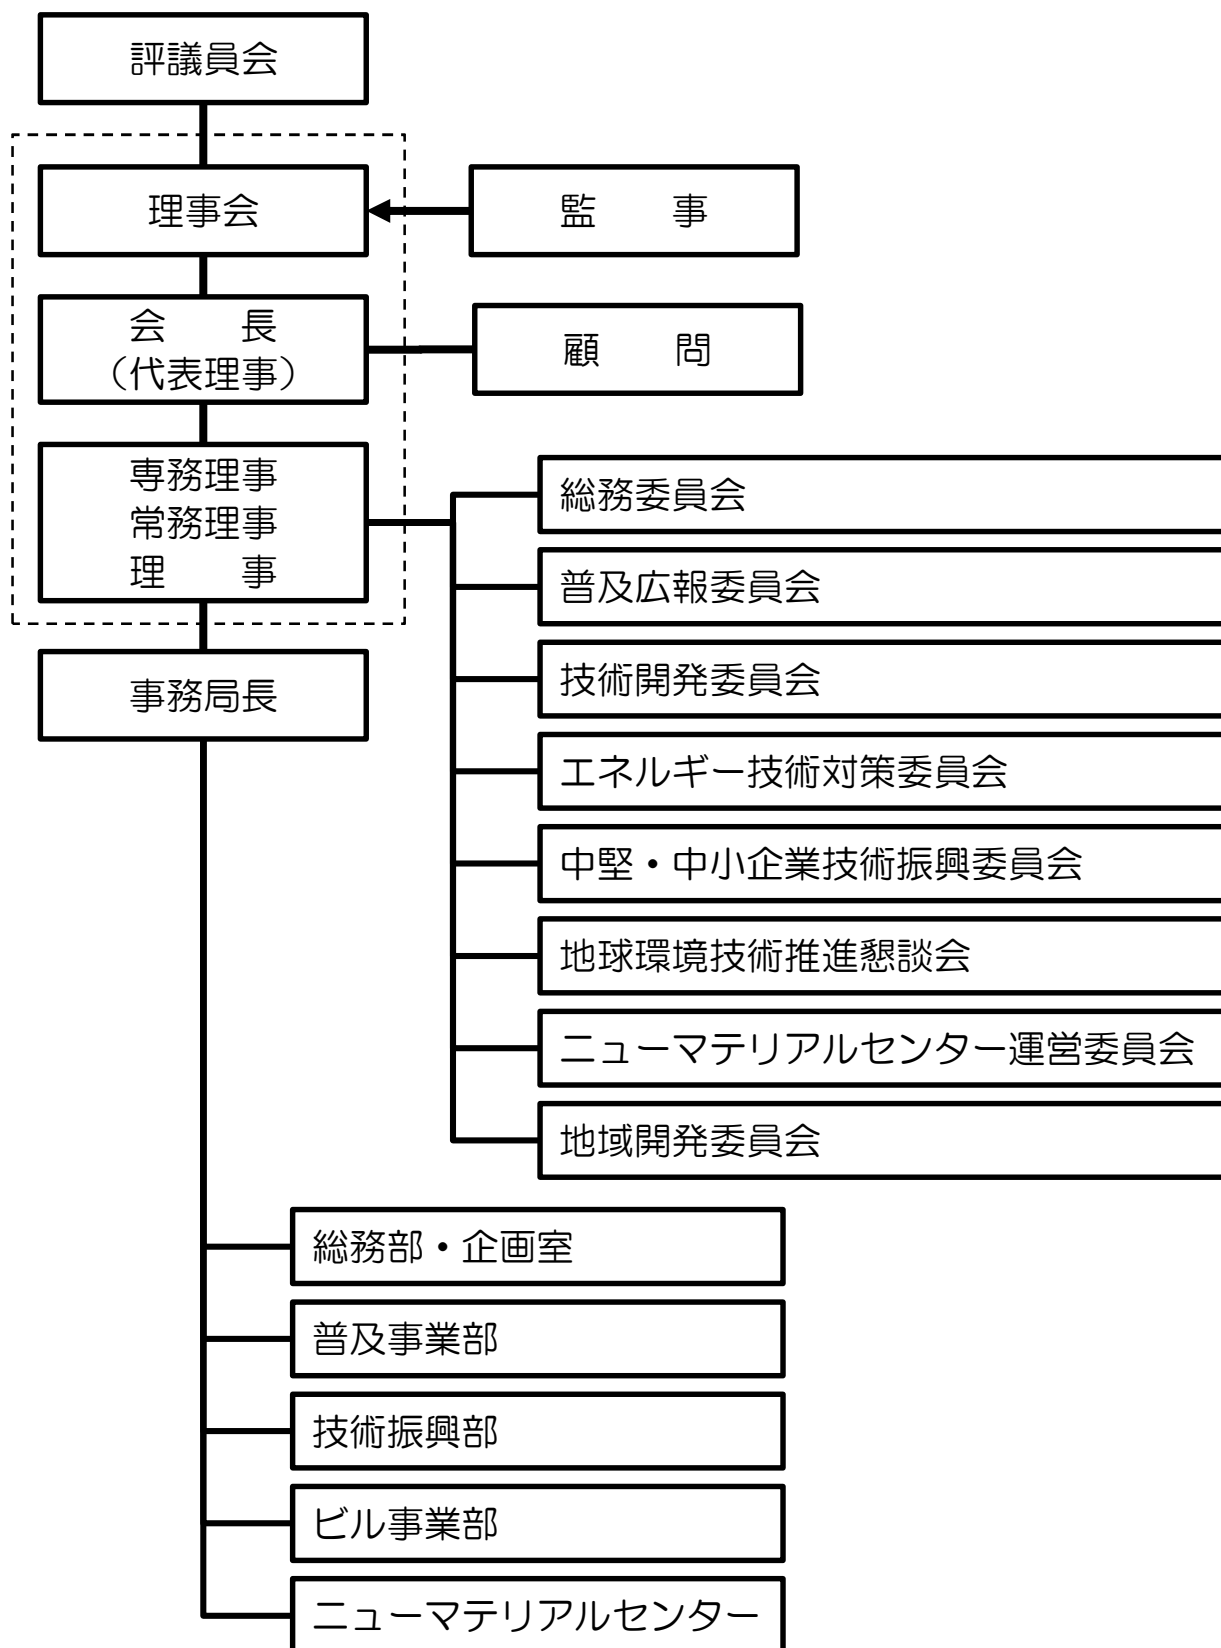 評議員会
理事会
監　　事
会　　長
（代表理事）
顧　　問
専務理事
常務理事
理　　事
事務局長
総務委員会
普及広報委員会
技術開発委員会
エネルギー技術対策委員会
中堅・中小企業技術振興委員会
地球環境技術推進懇談会
ニューマテリアルセンター運営委員会
地域開発委員会
総務部・企画室
普及事業部
技術振興部
ビル事業部
ニューマテリアルセンター